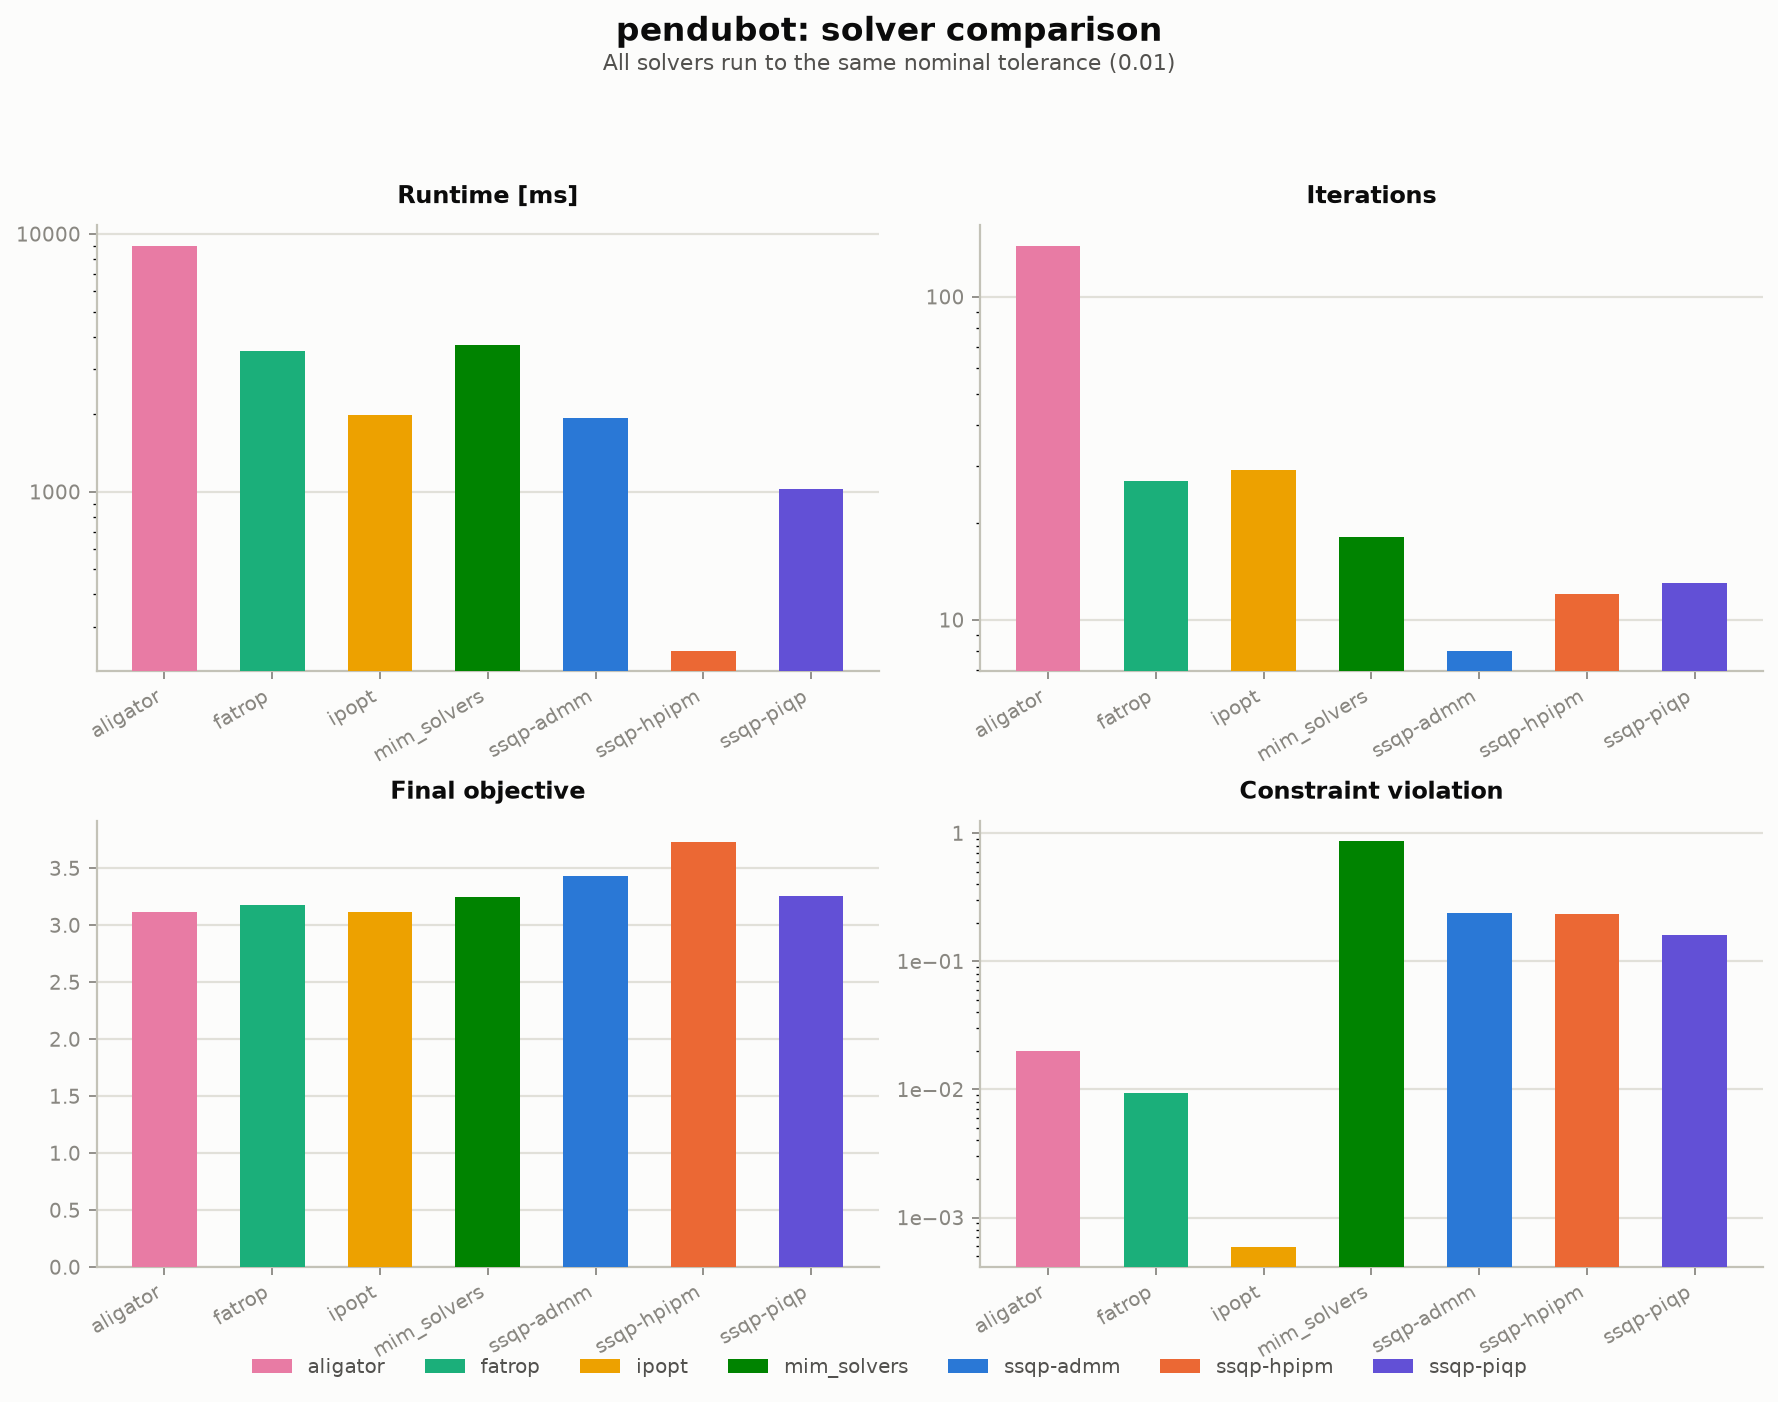 pendubot: solver comparison
All solvers run to the same nominal tolerance (0.01)
Runtime [ms]
10000
1000
aligator
fatrop
ipopt
mim_solvers
ssqp-admm
ssqp-hpipm
ssqp-piqp
Iterations
100
10
aligator
fatrop
ipopt
mim_solvers
ssqp-admm
ssqp-hpipm
ssqp-piqp
Final objective
3.5
3.0
2.5
2.0
1.5
1.0
0.5
0.0
aligator
fatrop
ipopt
mim_solvers
ssqp-admm
ssqp-hpipm
ssqp-piqp
Constraint violation
1
1e−01
1e−02
1e−03
aligator
fatrop
ipopt
mim_solvers
ssqp-admm
ssqp-hpipm
ssqp-piqp
aligator fatrop ipopt mim_solvers ssqp-admm ssqp-hpipm ssqp-piqp